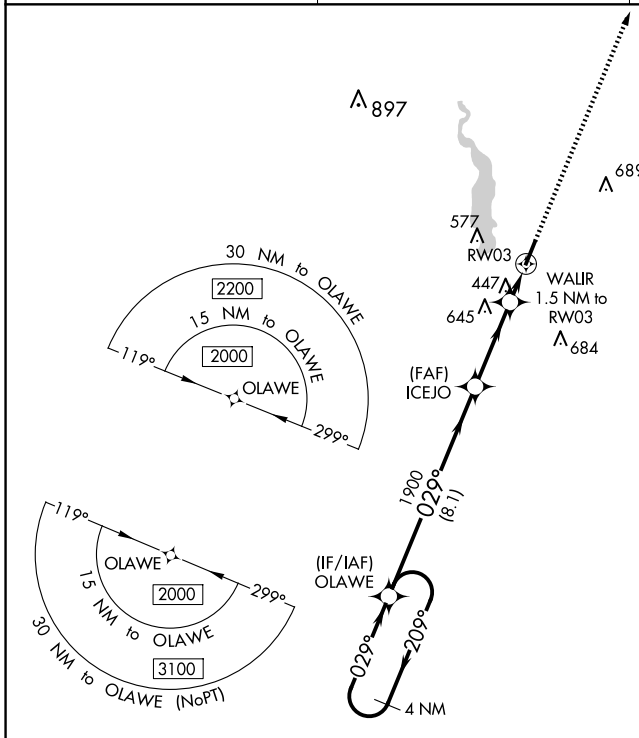 897
689
577
RW03
447
645
WALIR
1.5 NM to
RW03
684
30 NM to OLAWE
2200
15 NM to OLAWE
2000
119°
OLAWE
299°
(FAF)
ICEJO
1900
029°
(8.1)
119°
OLAWE
299°
2000
15 NM to OLAWE
3100
30 NM to OLAWE (NoPT)
(IF/IAF)
OLAWE
029°
209°
4 NM